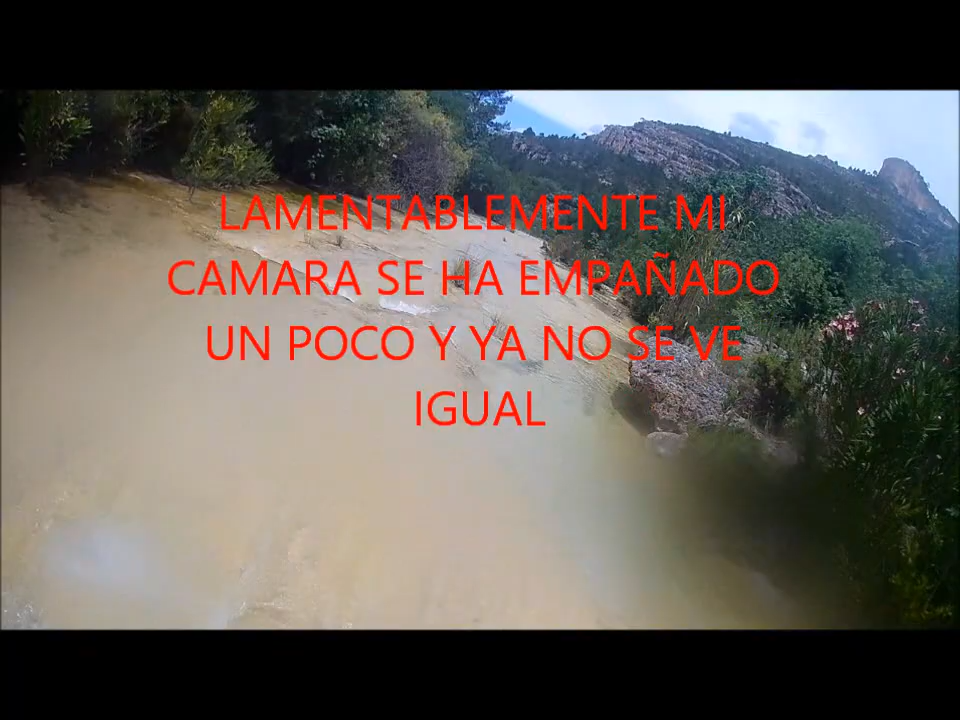 LAMENTABLEMENTE MI
CAMARA SE HA EMPAÑADO
UN POCO Y YA NO SE VE
IGUAL